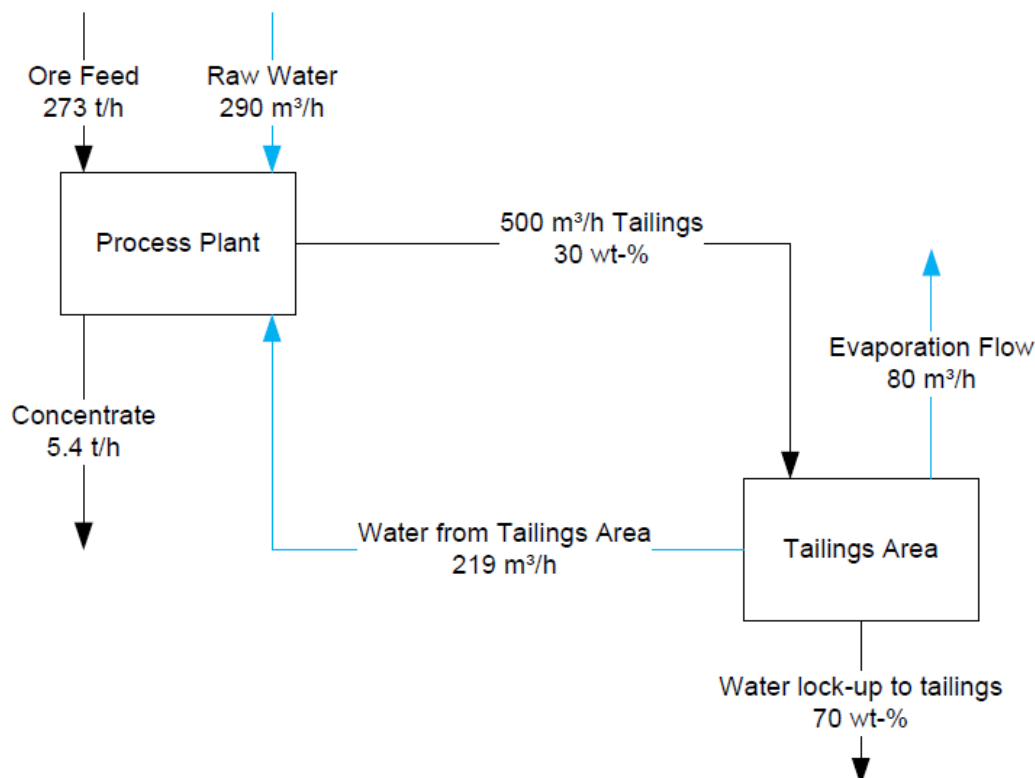 Ore Feed
273 t/h
Raw Water
290 m³/h
Process Plant
500 m³/h Tailings
30 wt-%
Evaporation Flow
80 m³/h
Concentrate
5.4 t/h
Water from Tailings Area
219 m³/h
Tailings Area
Water lock-up to tailings
70 wt-%